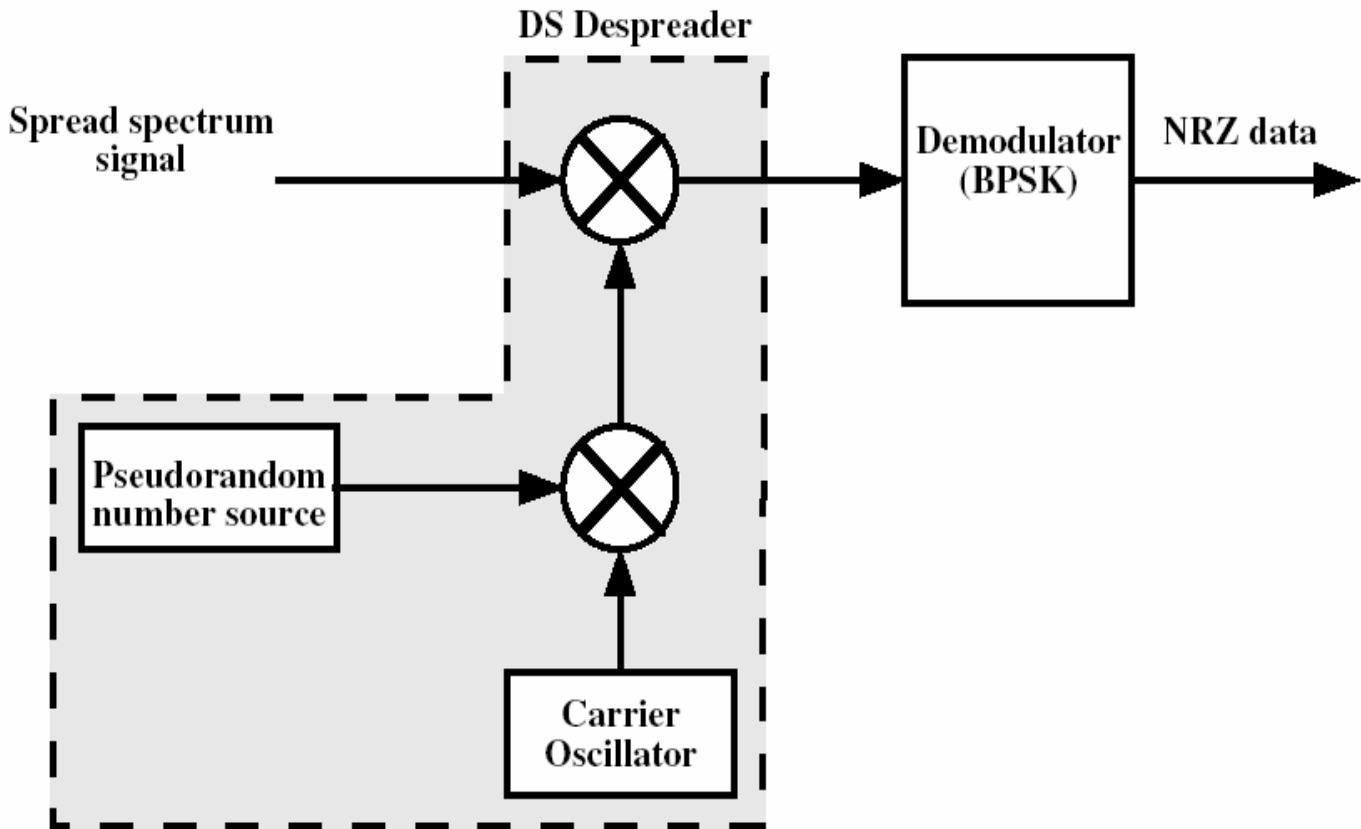 DS Despreader
Spread spectrum
signal
Demodulator
(BPSK)
NRZ data
Pseudorandom
number source
Carrier
Oscillator